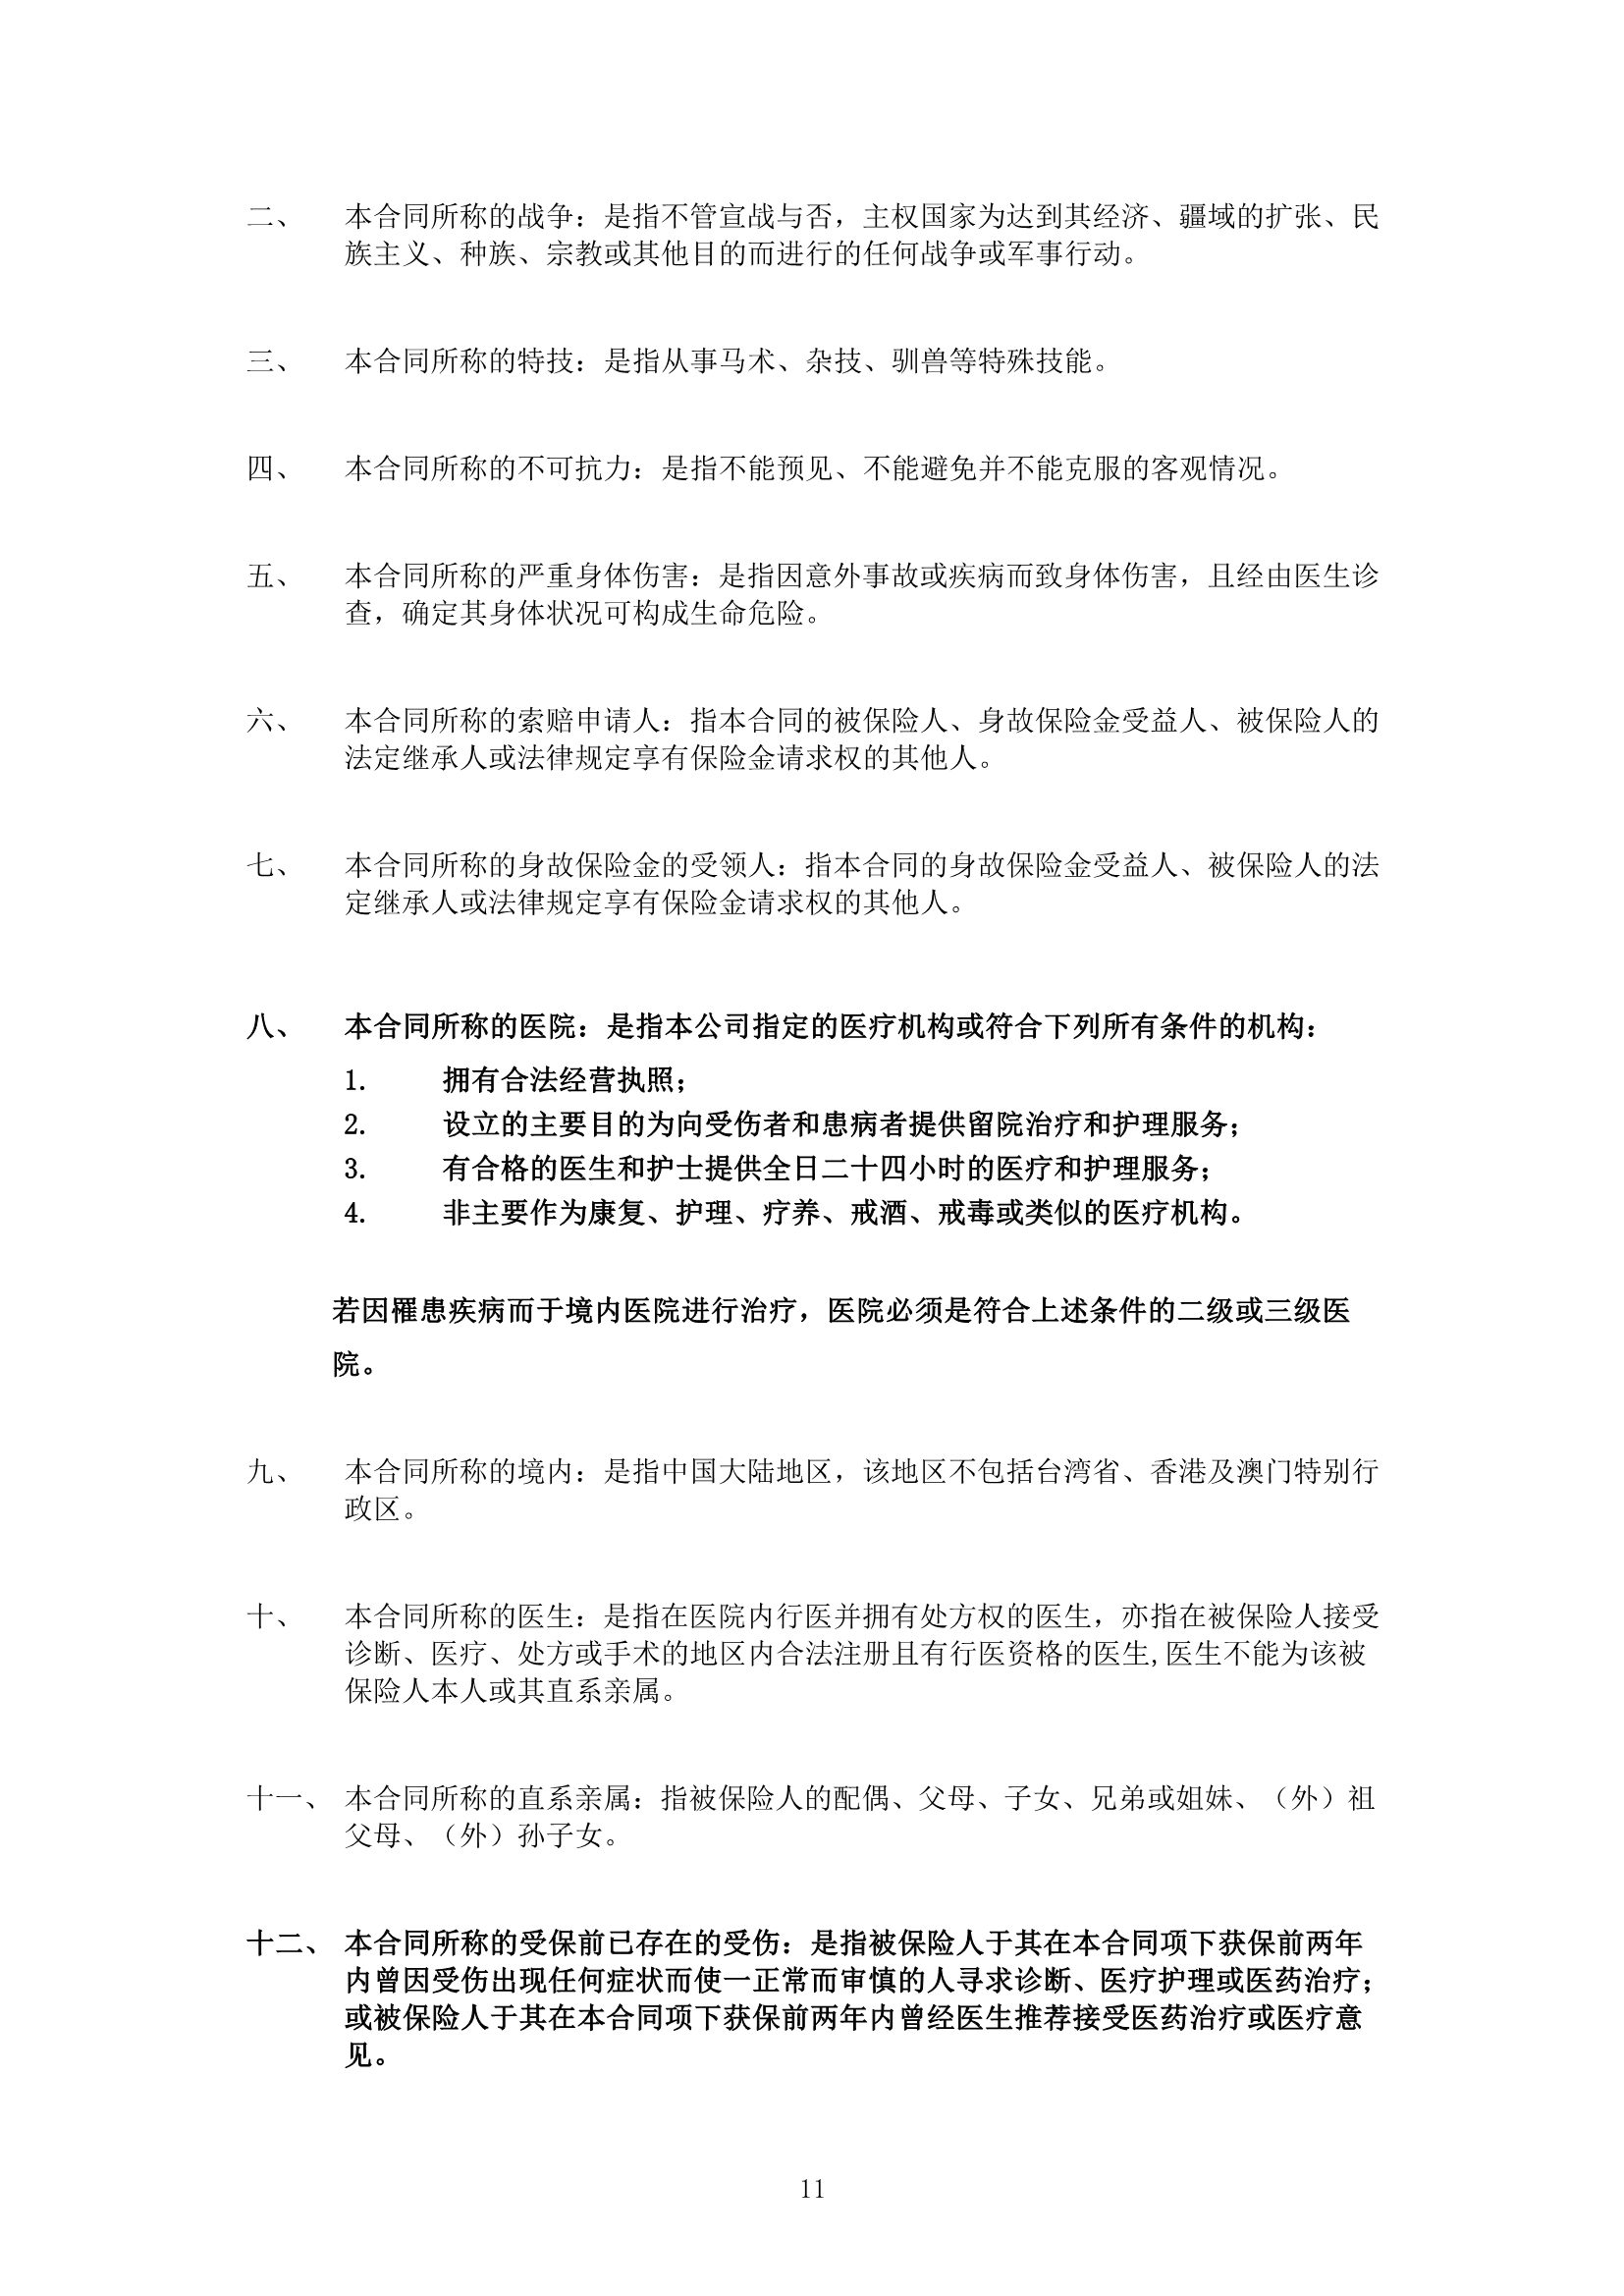 二、 本合同所称的战争：是指不管宣战与否，主权国家为达到其经济、疆域的扩张、民
族主义、种族、宗教或其他目的而进行的任何战争或军事行动。
三、 本合同所称的特技：是指从事马术、杂技、驯兽等特殊技能。
四、 本合同所称的不可抗力：是指不能预见、不能避免并不能克服的客观情况。
五、 本合同所称的严重身体伤害：是指因意外事故或疾病而致身体伤害，且经由医生诊
查，确定其身体状况可构成生命危险。
六、 本合同所称的索赔申请人：指本合同的被保险人、身故保险金受益人、被保险人的
法定继承人或法律规定享有保险金请求权的其他人。
七、 本合同所称的身故保险金的受领人：指本合同的身故保险金受益人、被保险人的法
定继承人或法律规定享有保险金请求权的其他人。
八、 本合同所称的医院：是指本公司指定的医疗机构或符合下列所有条件的机构：
1. 拥有合法经营执照；
2. 设立的主要目的为向受伤者和患病者提供留院治疗和护理服务；
3. 有合格的医生和护士提供全日二十四小时的医疗和护理服务；
4. 非主要作为康复、护理、疗养、戒酒、戒毒或类似的医疗机构。
若因罹患疾病而于境内医院进行治疗，医院必须是符合上述条件的二级或三级医
院。
九、 本合同所称的境内：是指中国大陆地区，该地区不包括台湾省、香港及澳门特别行
政区。
十、 本合同所称的医生：是指在医院内行医并拥有处方权的医生，亦指在被保险人接受
诊断、医疗、处方或手术的地区内合法注册且有行医资格的医生,医生不能为该被
保险人本人或其直系亲属。
十一、 本合同所称的直系亲属：指被保险人的配偶、父母、子女、兄弟或姐妹、（外）祖
父母、（外）孙子女。
十二、 本合同所称的受保前已存在的受伤：是指被保险人于其在本合同项下获保前两年
内曾因受伤出现任何症状而使一正常而审慎的人寻求诊断、医疗护理或医药治疗；
或被保险人于其在本合同项下获保前两年内曾经医生推荐接受医药治疗或医疗意
见。
11